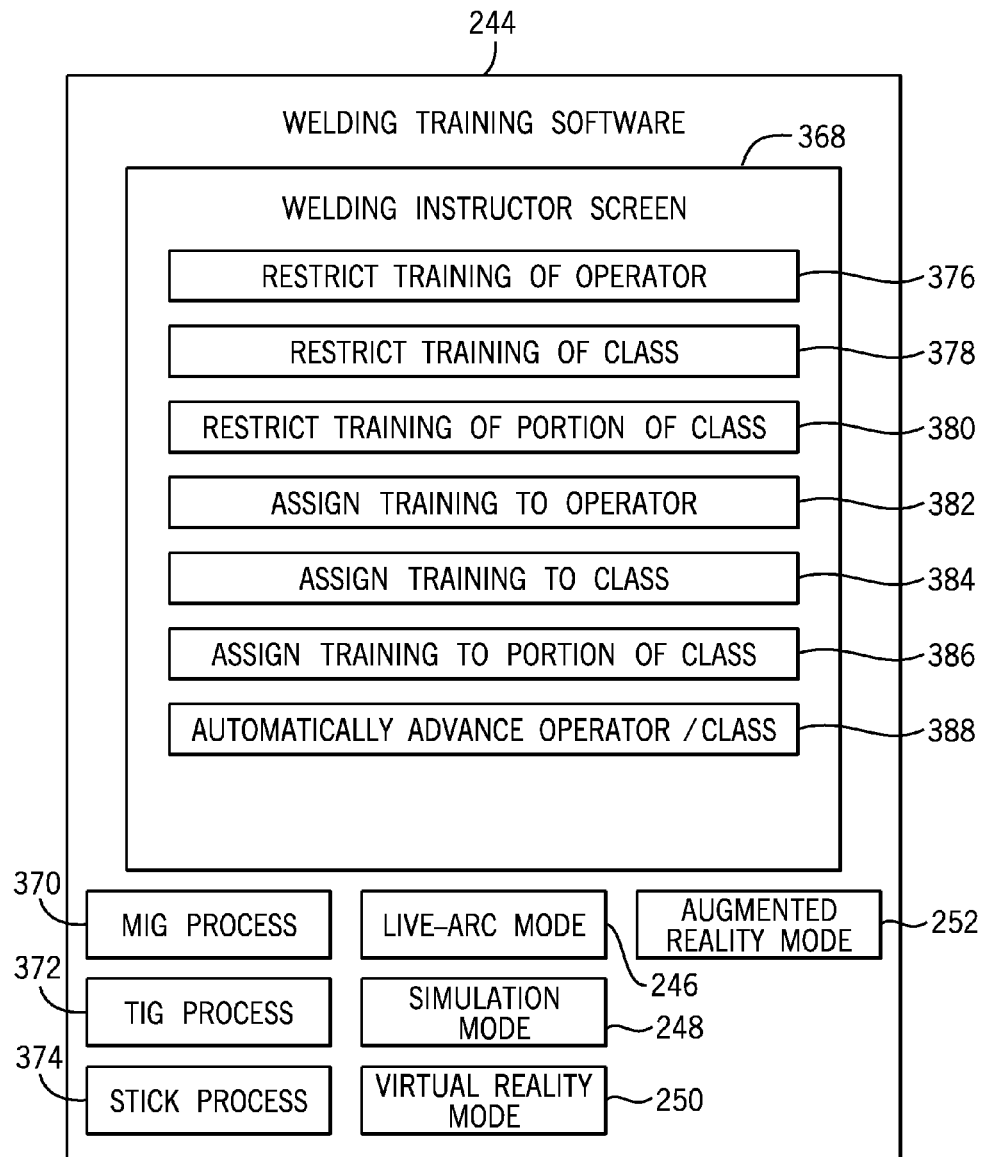 244
WELDING TRAINING SOFTWARE
368
WELDING INSTRUCTOR SCREEN
RESTRICT TRAINING OF OPERATOR
376
RESTRICT TRAINING OF CLASS
378
RESTRICT TRAINING OF PORTION OF CLASS
380
ASSIGN TRAINING TO OPERATOR
382
ASSIGN TRAINING TO CLASS
384
ASSIGN TRAINING TO PORTION OF CLASS
386
AUTOMATICALLY ADVANCE OPERATOR / CLASS
388
370
MIG PROCESS
LIVE–ARC MODE
AUGMENTED
REALITY MODE
252
246
372
TIG PROCESS
SIMULATION
MODE
248
374
STICK PROCESS
VIRTUAL REALITY
MODE
250